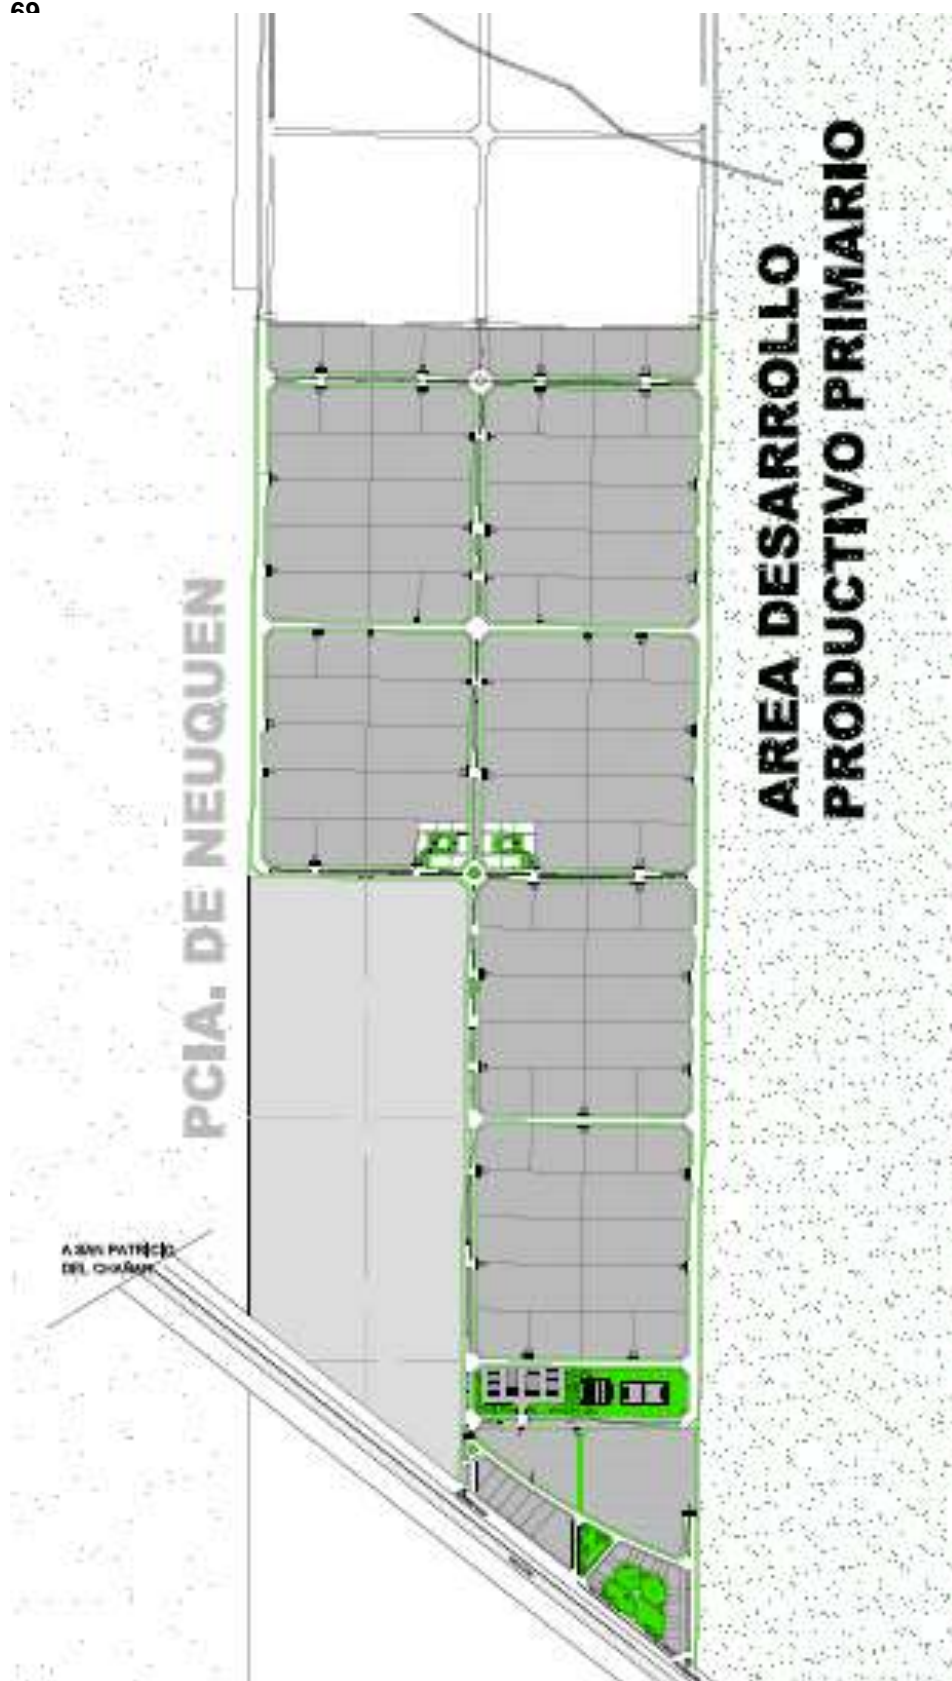 69
AREA DESARROLLO
PRODUCTIVO PRIMARIO
PCIA. DE NEUQUEN
A SAN PATRICIO
DEL CHAÑAR